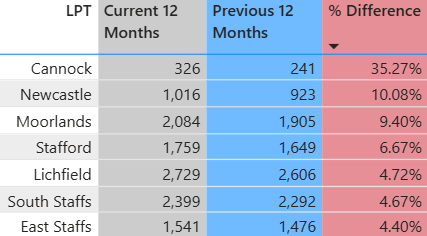 LPT Current 12 Months Previous 12 Months % Difference
Cannock 326 241 35.27%
Newcastle 1,016 923 10.08%
Moorlands 2,084 1,905 9.40%
Stafford 1,759 1,649 6.67%
Lichfield 2,729 2,606 4.72%
South Staffs 2,399 2,292 4.67%
East Staffs 1,541 1,476 4.40%